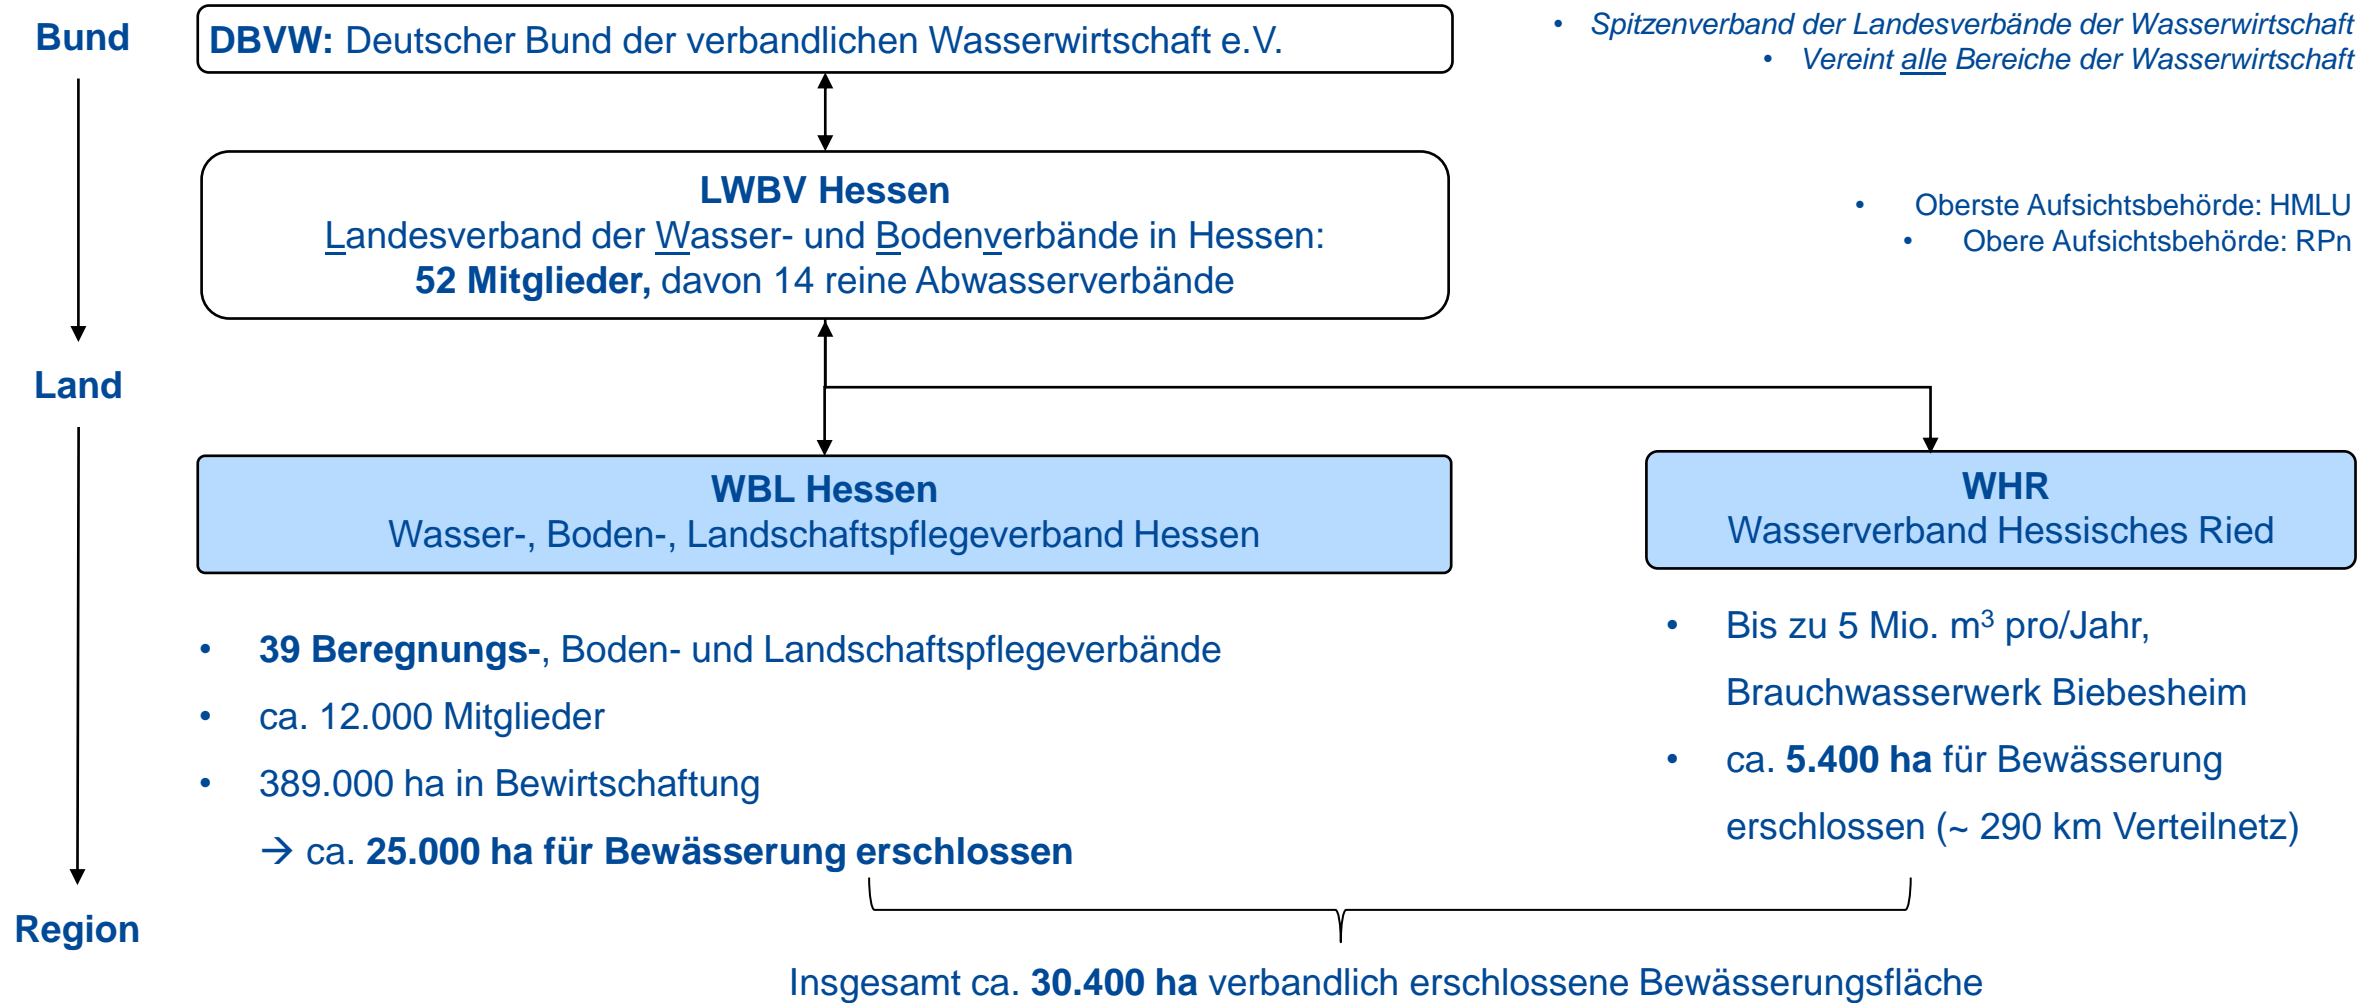 Bund
DBVW: Deutscher Bund der verbandlichen Wasserwirtschaft e.V.
• Spitzenverband der Landesverbände der Wasserwirtschaft
• Vereint alle Bereiche der Wasserwirtschaft
LWBV Hessen
Landesverband der Wasser- und Bodenverbände in Hessen:
52 Mitglieder, davon 14 reine Abwasserverbände
• Oberste Aufsichtsbehörde: HMLU
• Obere Aufsichtsbehörde: RPn
Land
WBL Hessen
Wasser-, Boden-, Landschaftspflegeverband Hessen
WHR
Wasserverband Hessisches Ried
• 39 Beregnungs-, Boden- und Landschaftspflegeverbände
• ca. 12.000 Mitglieder
• 389.000 ha in Bewirtschaftung
→ ca. 25.000 ha für Bewässerung erschlossen
• Bis zu 5 Mio. m³ pro/Jahr,
Brauchwasserwerk Biebesheim
• ca. 5.400 ha für Bewässerung
erschlossen (~ 290 km Verteilnetz)
Region
Insgesamt ca. 30.400 ha verbandlich erschlossene Bewässerungsfläche